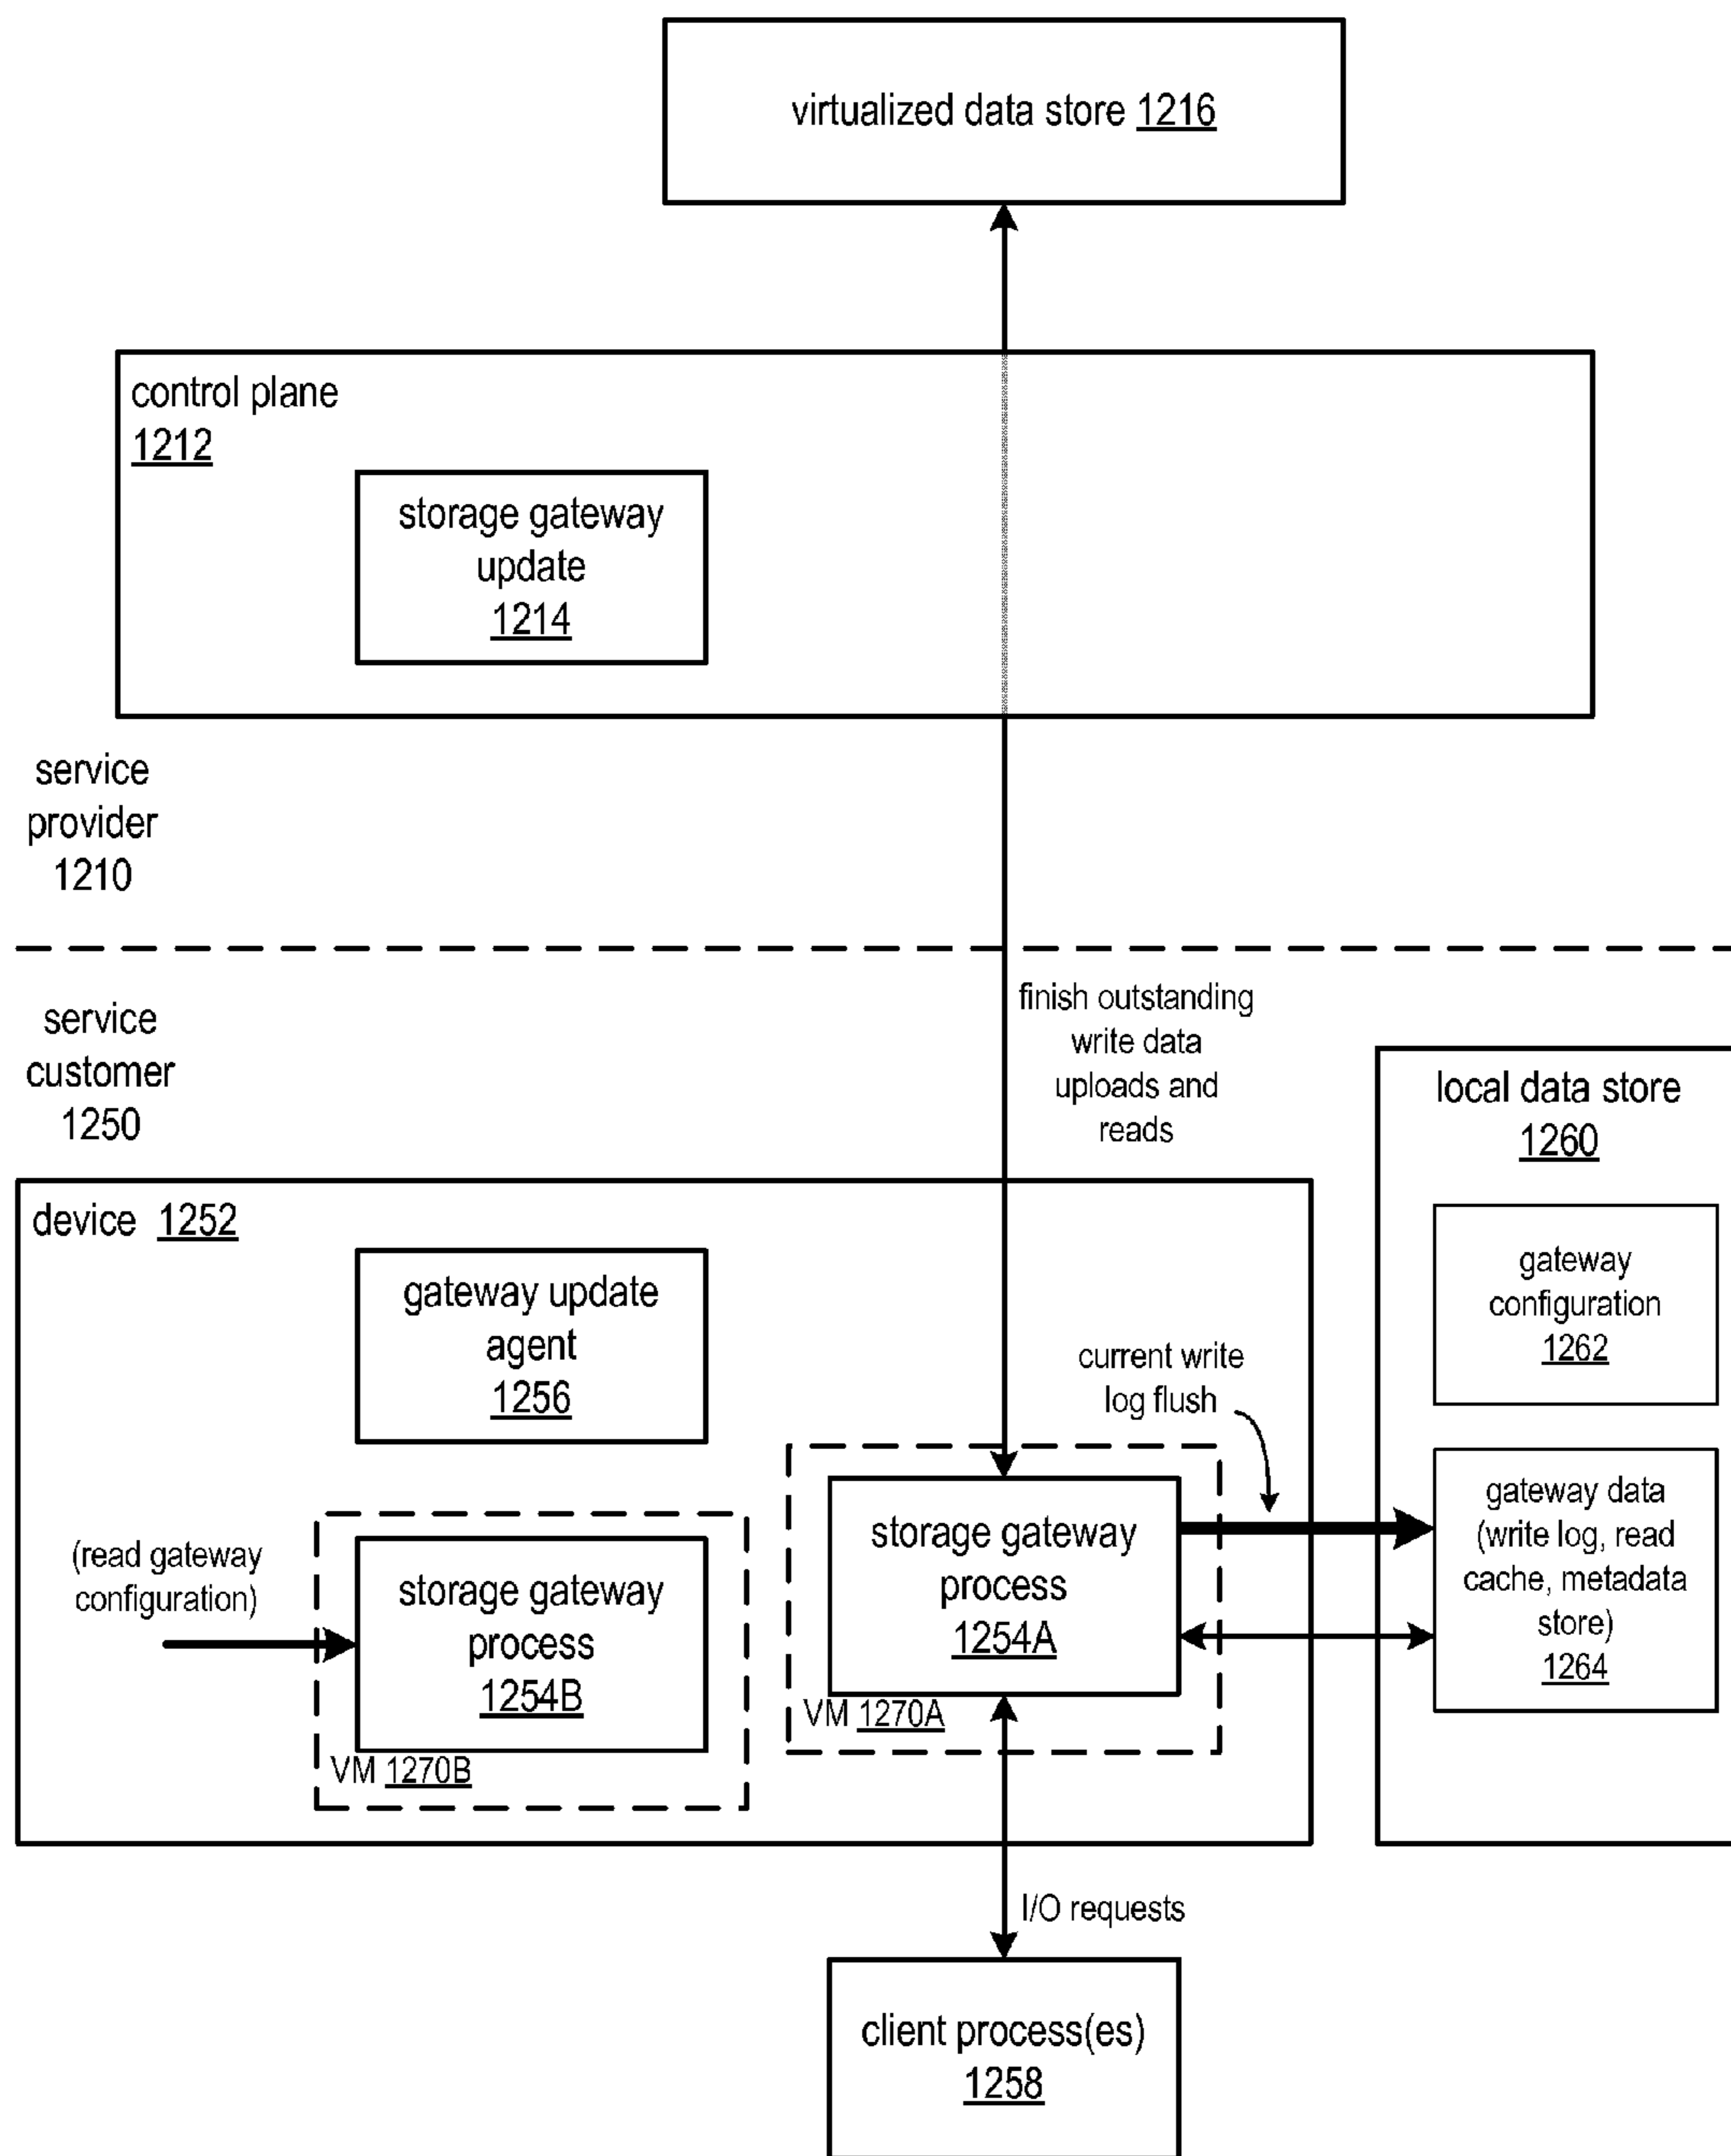 virtualized data store 1216
control plane
1212
storage gateway
update
1214
service
provider
1210
service
customer
1250
finish outstanding
write data
uploads and
reads
local data store
1260
gateway
configuration
1262
gateway data
(write log, read
cache, metadata
store)
1264
device 1252
gateway update
agent
1256
current write
log flush
(read gateway
configuration)
storage gateway
process
1254B
VM 1270B
storage gateway
process
1254A
VM 1270A
I/O requests
client process(es)
1258